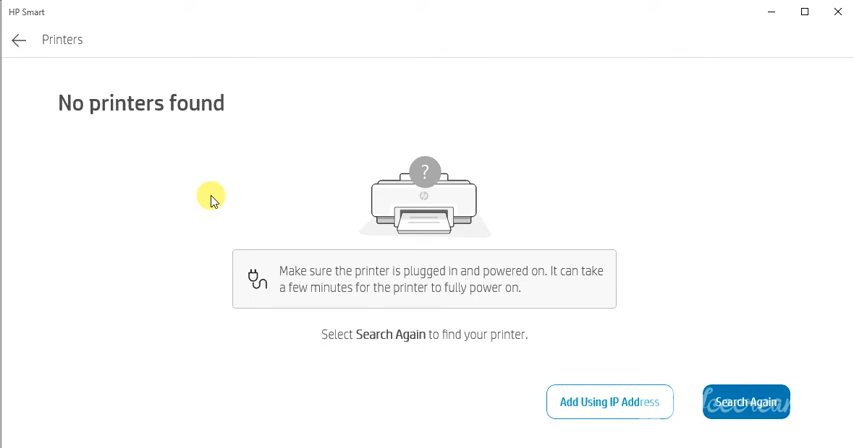 HP Smart
Printers
No printers found
?
hp
Make sure the printer is plugged in and powered on. It can take
a few minutes for the printer to fully power on.
Select Search Again to find your printer.
Add Using IP Address
Search Again
Icecream